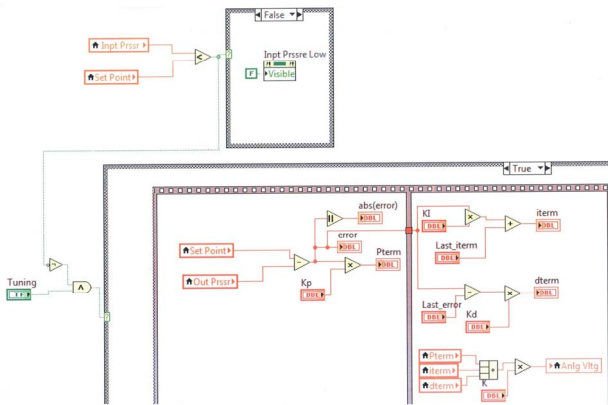 False
Inpt Prssr
Set Point
<
?
Inpt Prssre Low
F
Visible
True
abs(error)
DBL
error
DBL
Set Point
Out Prssr
Pterm
DBL
Kp
DBL
KI
DBL
iterm
DBL
Last_iterm
DBL
dterm
DBL
Last_error
DBL
Kd
DBL
Tuning
TF
?
Pterm
iterm
dterm
K
DBL
Anlg Vltg